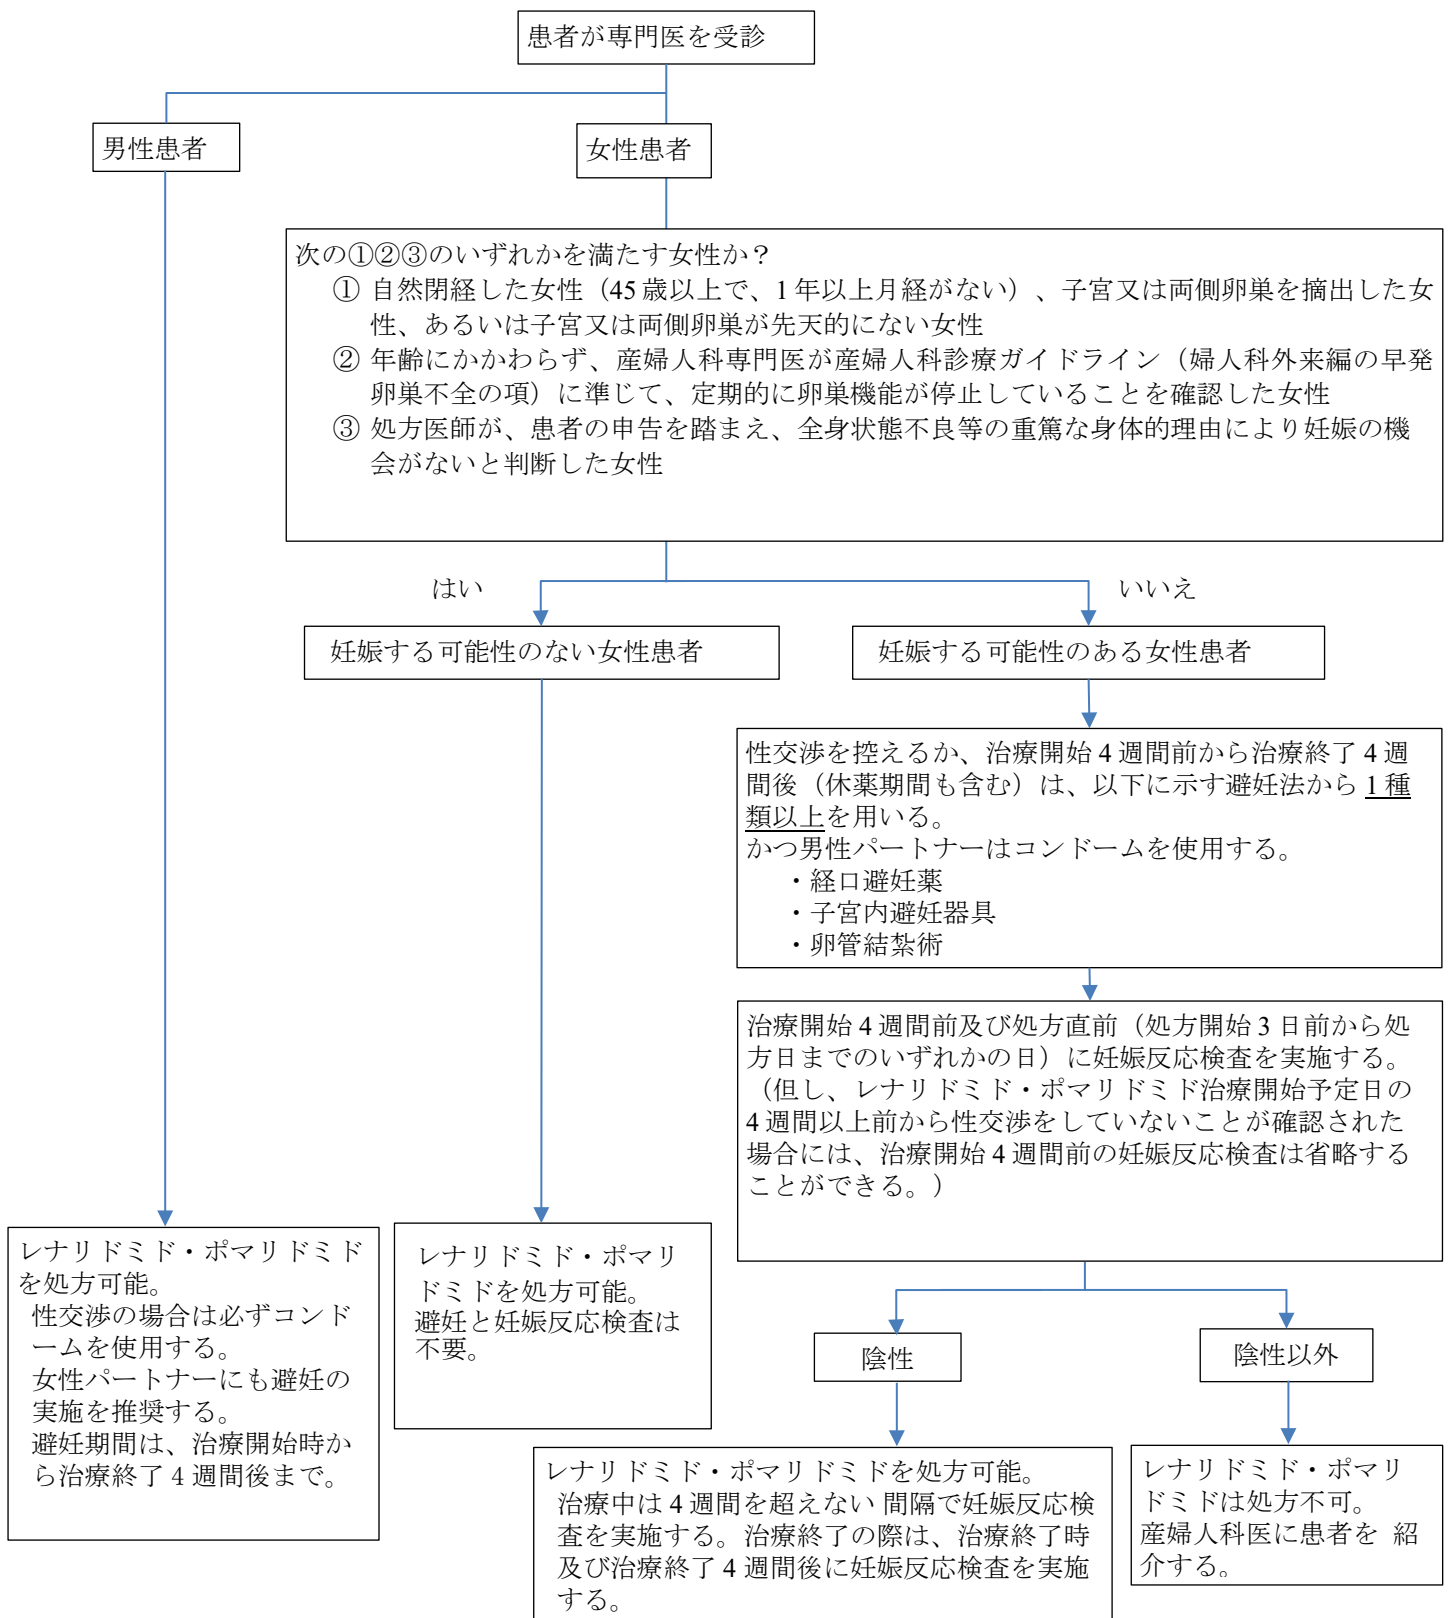 患者が専門医を受診
男性患者
女性患者
次の①②③のいずれかを満たす女性か？
① 自然閉経した女性（45歳以上で、1年以上月経がない）、子宮又は両側卵巣を摘出した女
性、あるいは子宮又は両側卵巣が先天的にない女性
② 年齢にかかわらず、産婦人科専門医が産婦人科診療ガイドライン（婦人科外来編の早発
卵巣不全の項）に準じて、定期的に卵巣機能が停止していることを確認した女性
③ 処方医師が、患者の申告を踏まえ、全身状態不良等の重篤な身体的理由により妊娠の機
会がないと判断した女性
はい
いいえ
妊娠する可能性のない女性患者
妊娠する可能性のある女性患者
性交渉を控えるか、治療開始4週間前から治療終了4週
間後（休薬期間も含む）は、以下に示す避妊法から 1種
類以上を用いる。
かつ男性パートナーはコンドームを使用する。
・経口避妊薬
・子宮内避妊器具
・卵管結紮術
治療開始4週間前及び処方直前（処方開始3日前から処
方日までのいずれかの日）に妊娠反応検査を実施する。
（但し、レナリドミド・ポマリドミド治療開始予定日の
4週間以上前から性交渉をしていないことが確認された
場合には、治療開始4週間前の妊娠反応検査は省略する
ことができる。）
レナリドミド・ポマリドミド
を処方可能。
性交渉の場合は必ずコンド
ームを使用する。
女性パートナーにも避妊の
実施を推奨する。
避妊期間は、治療開始時か
ら治療終了4週間後まで。
レナリドミド・ポマリ
ドミドを処方可能。
避妊と妊娠反応検査は
不要。
陰性
陰性以外
レナリドミド・ポマリドミドを処方可能。
治療中は4週間を超えない 間隔で妊娠反応検
査を実施する。治療終了の際は、治療終了時
及び治療終了4週間後に妊娠反応検査を実施
する。
レナリドミド・ポマリ
ドミドは処方不可。
産婦人科医に患者を 紹
介する。